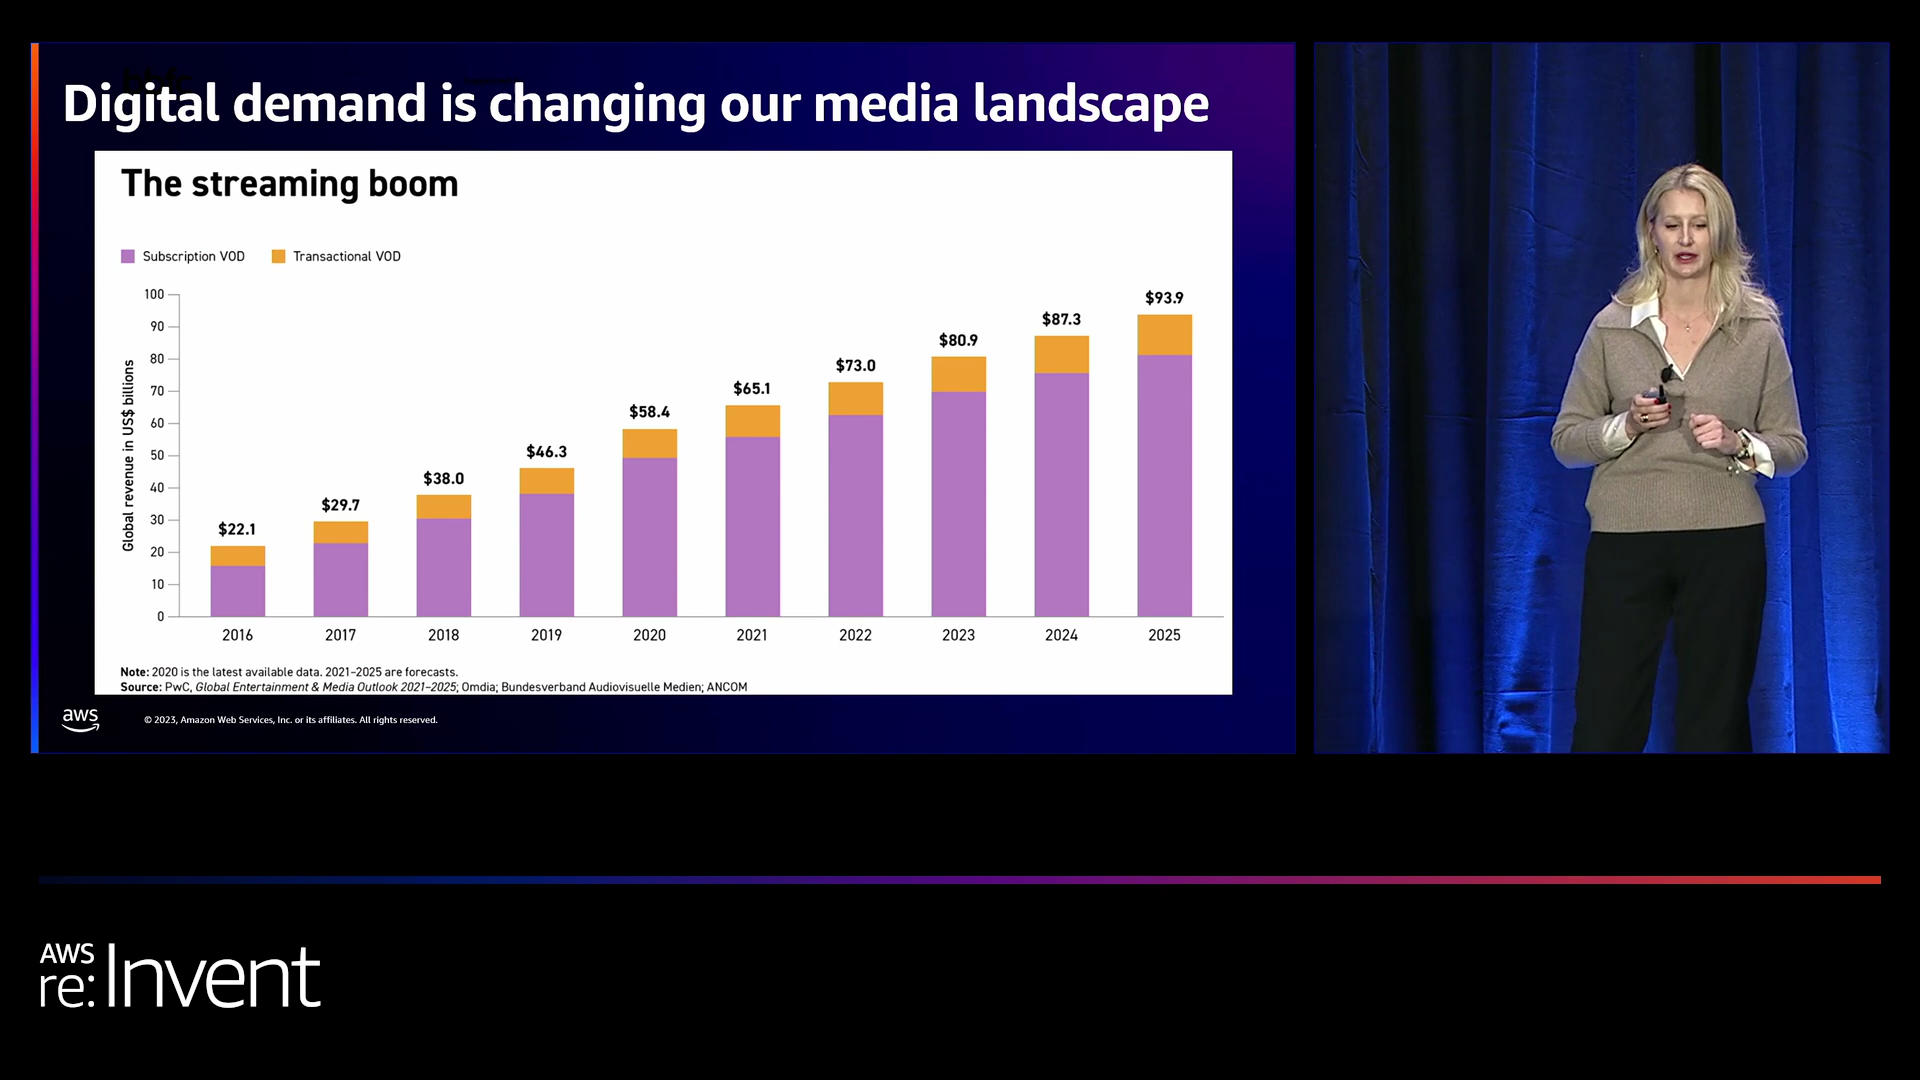 Digital demand is changing our media landscape
The streaming boom
Subscription VOD
Transactional VOD
Global revenue in US$ billions
100
90
80
70
60
50
40
30
20
10
0
$22.1
$29.7
$38.0
$46.3
$58.4
$65.1
$73.0
$80.9
$87.3
$93.9
2016
2017
2018
2019
2020
2021
2022
2023
2024
2025
Note: 2020 is the latest available data. 2021–2025 are forecasts.
Source: PwC, Global Entertainment & Media Outlook 2021–2025; Omdia; Bundesverband Audiovisuelle Medien; ANCOM
aws
© 2023, Amazon Web Services, Inc. or its affiliates. All rights reserved.
AWS
re:Invent